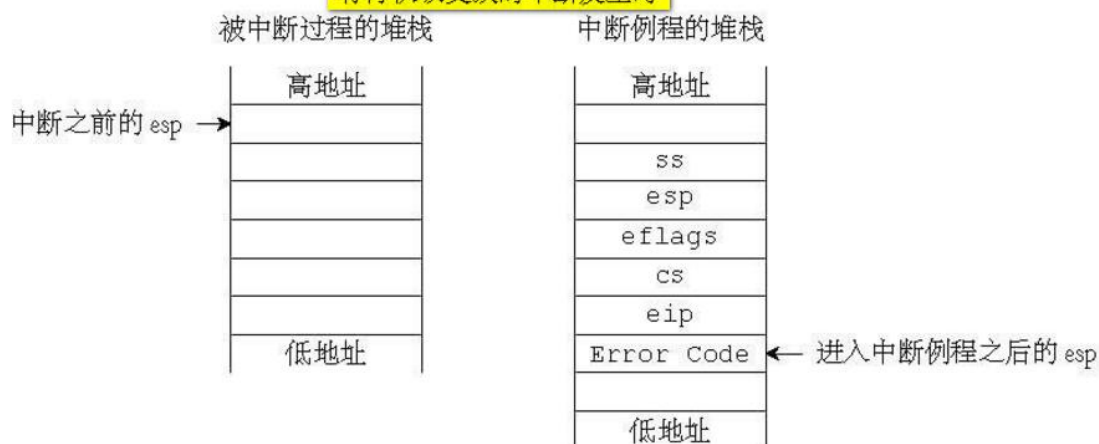 被中断过程的堆栈
中断例程的堆栈
高地址
高地址
中断之前的 esp
ss
esp
eflags
cs
eip
低地址
Error Code
进入中断例程之后的 esp
低地址